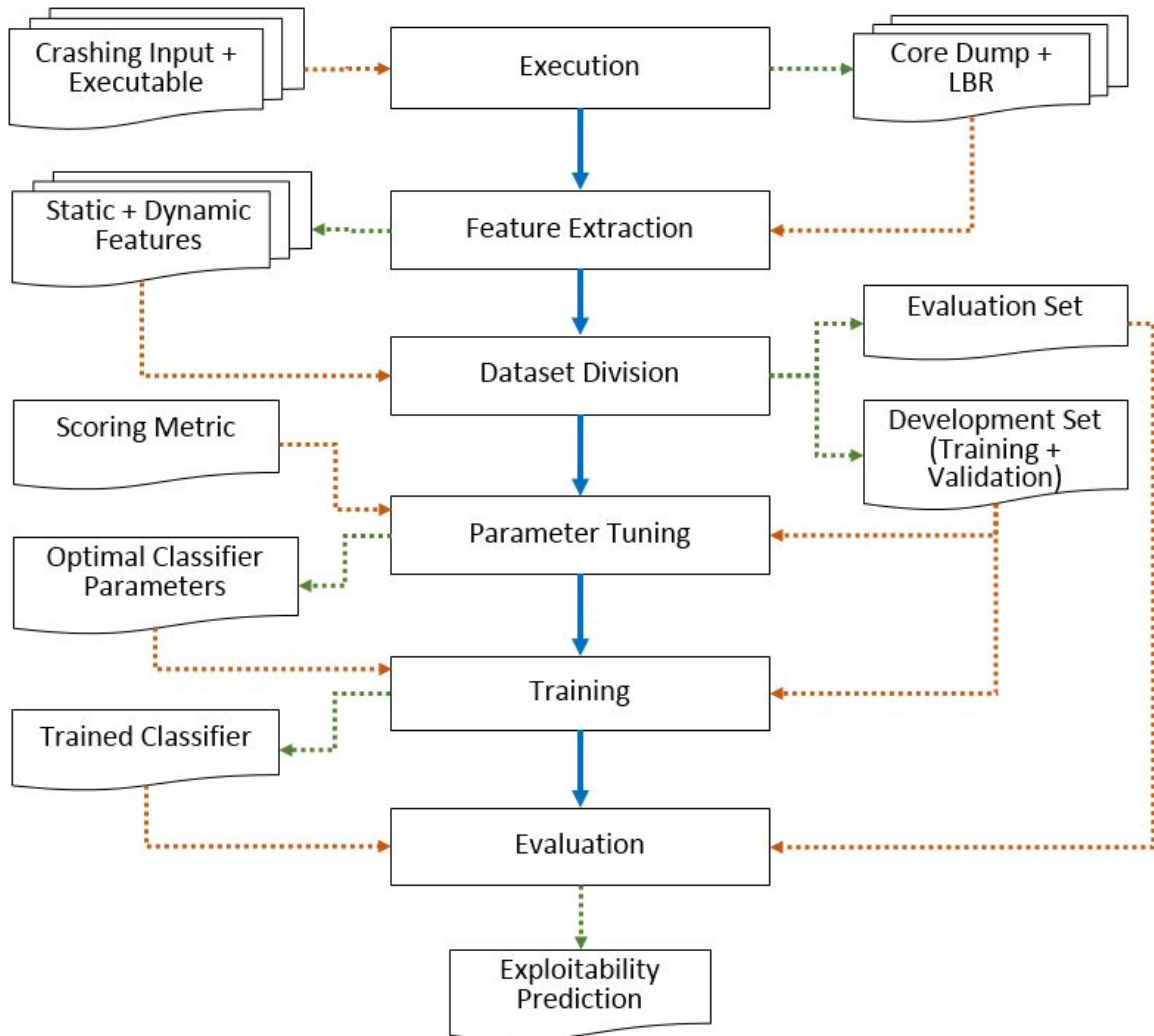 Crashing Input +
Executable
Execution
Core Dump +
LBR
Static + Dynamic
Features
Feature Extraction
Evaluation Set
Dataset Division
Scoring Metric
Development Set
(Training +
Validation)
Parameter Tuning
Optimal Classifier
Parameters
Training
Trained Classifier
Evaluation
Exploitability
Prediction